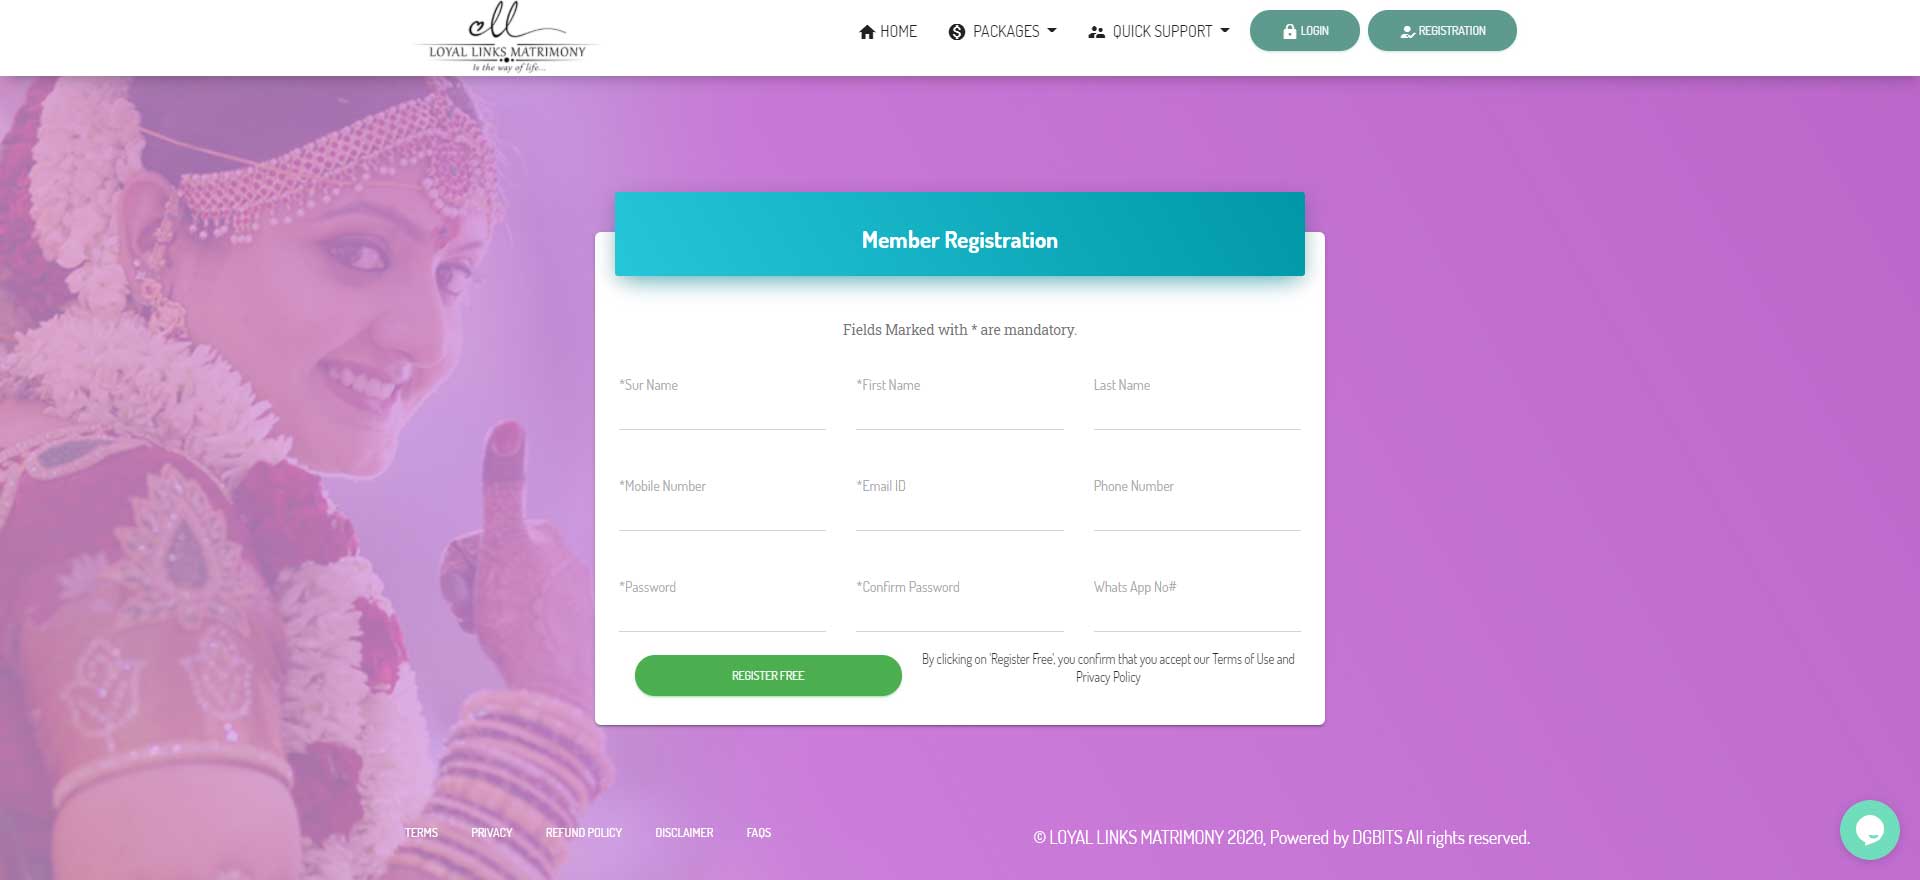 LOYAL LINKS MATRIMONY
is the way of life...
HOME
PACKAGES
QUICK SUPPORT
LOGIN
REGISTRATION
Member Registration
Fields Marked with * are mandatory.
*Sur Name
*First Name
Last Name
*Mobile Number
*Email ID
Phone Number
*Password
*Confirm Password
Whats App No#
REGISTER FREE
By clicking on 'Register Free', you confirm that you accept our Terms of Use and
Privacy Policy
TERMS
PRIVACY
REFUND POLICY
DISCLAIMER
FAQS
© LOYAL LINKS MATRIMONY 2020, Powered by DGBITS All rights reserved.